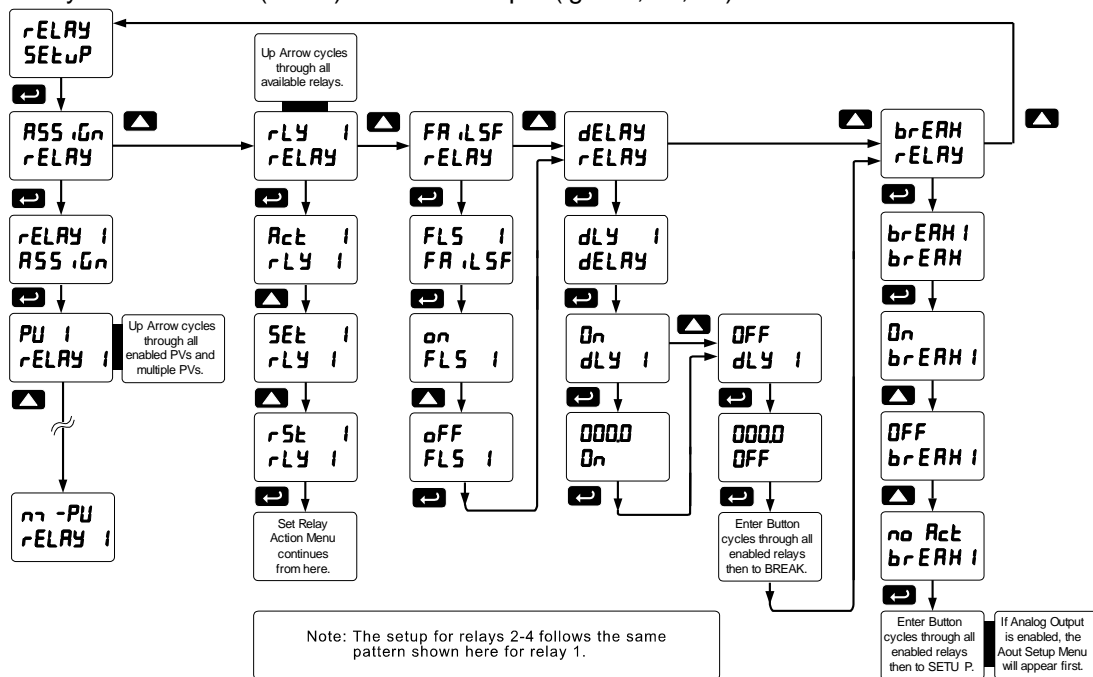 rELAY
SEtuP
ASSiGn
rELAY
rELAY 1
ASSiGn
PV 1
rELAY 1
Up Arrow cycles
through all
enabled PVs and
multiple PVs.
-PV
rELAY 1
Up Arrow cycles
through all
available relays.
rLY 1
rELAY
Act 1
rLY 1
SEt 1
rLY 1
rSt 1
rLY 1
Set Relay
Action Menu
continues
from here.
FAiLSF
rELAY
FLS 1
FAiLSF
on
FLS 1
oFF
FLS 1
dELAY
rELAY
dLY 1
dELAY
On
dLY 1
000.0
On
OFF
dLY 1
000.0
OFF
Enter Button
cycles through all
enabled relays
then to BREAK.
brEAK
rELAY
brEAK 1
brEAK
On
brEAK 1
OFF
brEAK 1
no Act
brEAK 1
Enter Button
cycles through all
enabled relays
then to SETU P.
If Analog Output
is enabled, the
Aout Setup Menu
will appear first.
Note: The setup for relays 2-4 follows the same
pattern shown here for relay 1.